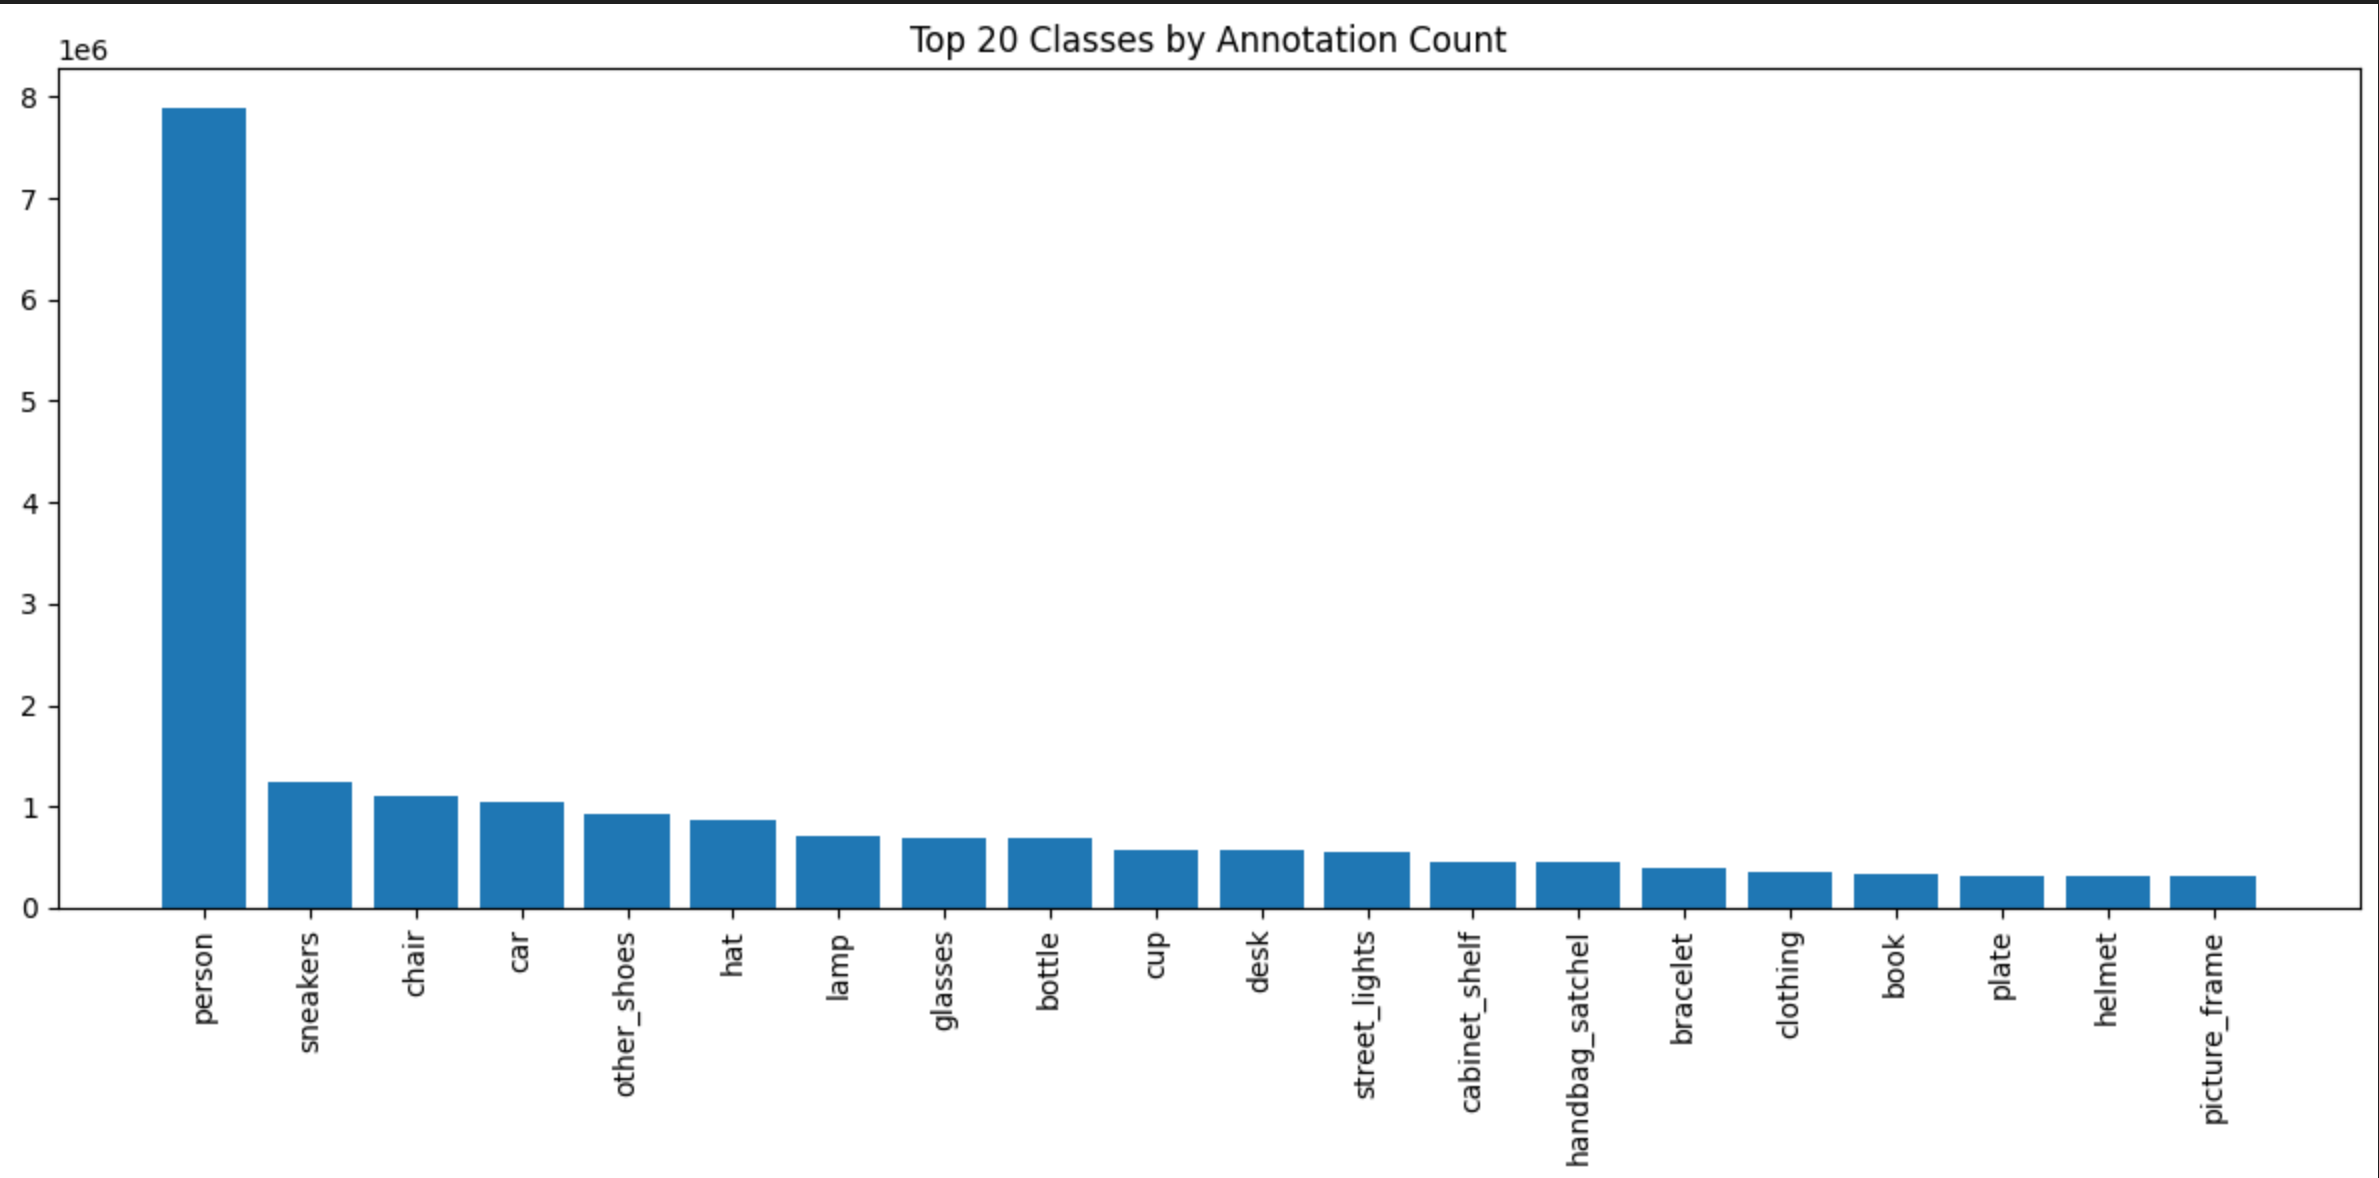 Top 20 Classes by Annotation Count
1e6
8
7
6
5
4
3
2
1
0
person
sneakers
chair
car
other_shoes
hat
lamp
glasses
bottle
cup
desk
street_lights
cabinet_shelf
handbag_satchel
bracelet
clothing
book
plate
helmet
picture_frame